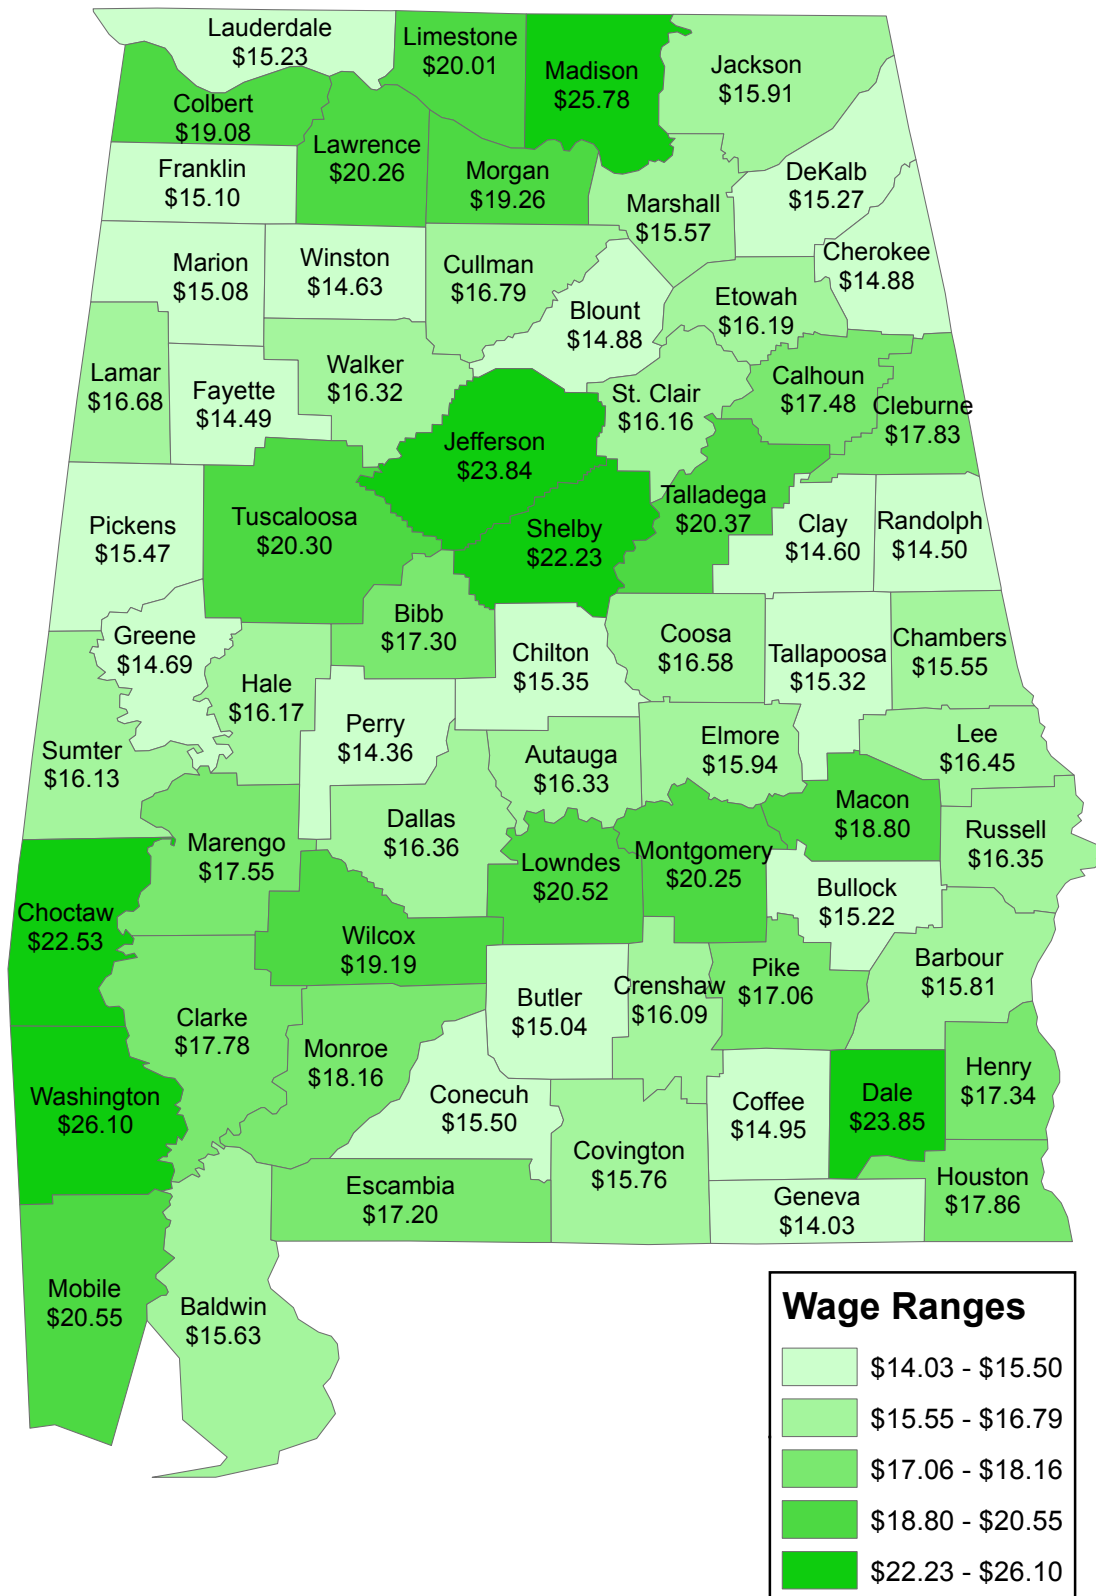 Lauderdale
$15.23
Limestone
$20.01
Madison
$25.78
Jackson
$15.91
Colbert
$19.08
Lawrence
$20.26
Morgan
$19.26
Franklin
$15.10
DeKalb
$15.27
Marshall
$15.57
Marion
$15.08
Winston
$14.63
Cullman
$16.79
Cherokee
$14.88
Blount
$14.88
Etowah
$16.19
Lamar
$16.68
Fayette
$14.49
Walker
$16.32
St. Clair
$16.16
Calhoun
$17.48
Cleburne
$17.83
Jefferson
$23.84
Pickens
$15.47
Tuscaloosa
$20.30
Shelby
$22.23
Talladega
$20.37
Clay
$14.60
Randolph
$14.50
Bibb
$17.30
Greene
$14.69
Hale
$16.17
Chilton
$15.35
Coosa
$16.58
Tallapoosa
$15.32
Chambers
$15.55
Sumter
$16.13
Perry
$14.36
Autauga
$16.33
Elmore
$15.94
Lee
$16.45
Marengo
$17.55
Dallas
$16.36
Lowndes
$20.52
Montgomery
$20.25
Macon
$18.80
Russell
$16.35
Choctaw
$22.53
Wilcox
$19.19
Bullock
$15.22
Butler
$15.04
Crenshaw
$16.09
Pike
$17.06
Barbour
$15.81
Clarke
$17.78
Monroe
$18.16
Washington
$26.10
Conecuh
$15.50
Covington
$15.76
Coffee
$14.95
Dale
$23.85
Henry
$17.34
Escambia
$17.20
Geneva
$14.03
Houston
$17.86
Mobile
$20.55
Baldwin
$15.63
Wage Ranges
$14.03 - $15.50
$15.55 - $16.79
$17.06 - $18.16
$18.80 - $20.55
$22.23 - $26.10